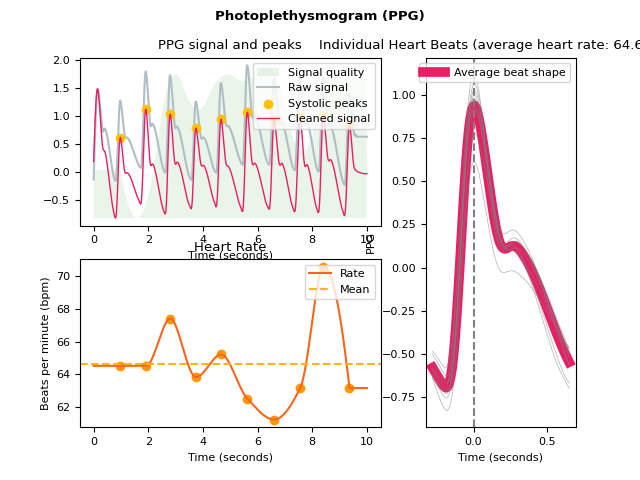 Photoplethysmogram (PPG)
PPG signal and peaks
Individual Heart Beats (average heart rate: 64.6
Signal quality
Raw signal
Systolic peaks
Cleaned signal
2.0
1.5
1.0
0.5
0.0
−0.5
0 2 4 6 8 10
Time (seconds)
Heart Rate
Rate
Mean
Beats per minute (bpm)
70
68
66
64
62
0 2 4 6 8 10
Time (seconds)
PPG
Average beat shape
1.00
0.75
0.50
0.25
0.00
−0.25
−0.50
−0.75
0.0 0.5
Time (seconds)